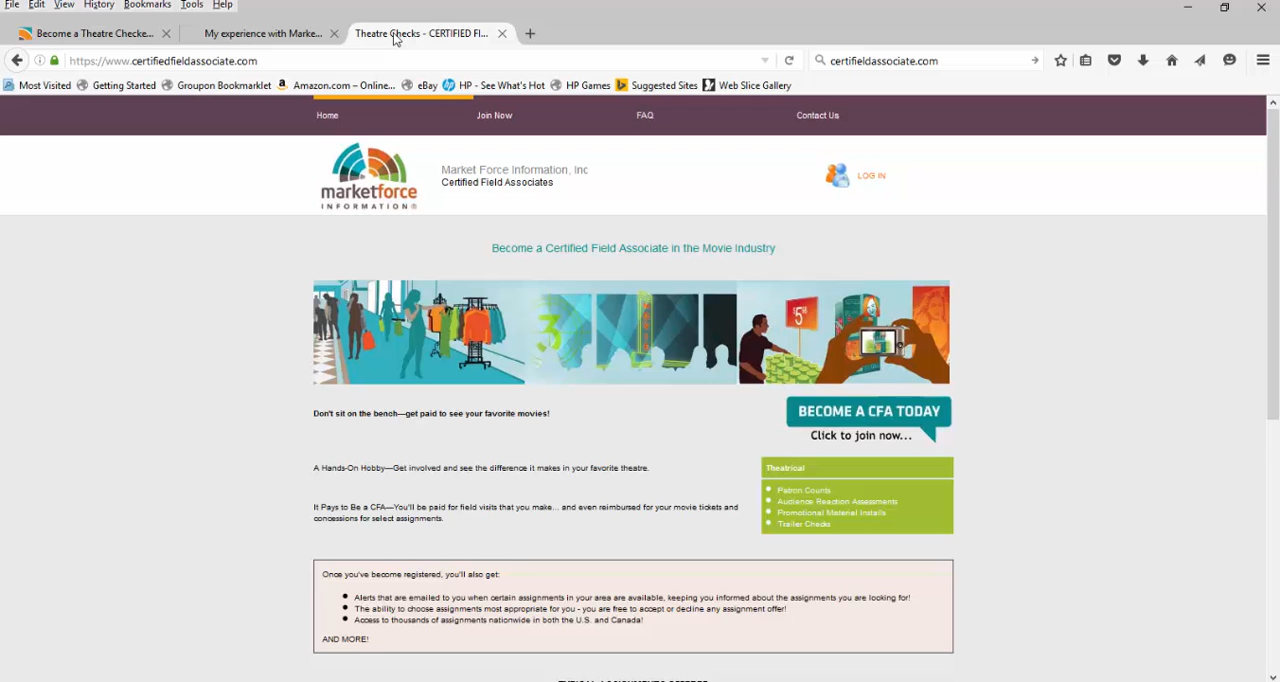 File Edit View History Bookmarks Tools Help
Become a Theatre Checke... My experience with Marke... Theatre Checks - CERTIFIED FI...
https://www.certifiedfieldassociate.com certifieldassociate.com
Most Visited Getting Started Groupon Bookmarklet Amazon.com – Online... eBay HP - See What's Hot HP Games Suggested Sites Web Slice Gallery
Home Join Now FAQ Contact Us
marketforce
INFORMATION®
Market Force Information, Inc
Certified Field Associates
LOG IN
Become a Certified Field Associate in the Movie Industry
3
$5
Don't sit on the bench—get paid to see your favorite movies!
BECOME A CFA TODAY
Click to join now...
A Hands-On Hobby—Get involved and see the difference it makes in your favorite theatre.
It Pays to Be a CFA—You'll be paid for field visits that you make... and even reimbursed for your movie tickets and
concessions for select assignments.
Theatrical
Patron Counts
Audience Reaction Assessments
Promotional Material Installs
Trailer Checks
Once you've become registered, you'll also get:
Alerts that are emailed to you when certain assignments in your area are available, keeping you informed about the assignments you are looking for!
The ability to choose assignments most appropriate for you - you are free to accept or decline any assignment offer!
Access to thousands of assignments nationwide in both the U.S. and Canada!
AND MORE!